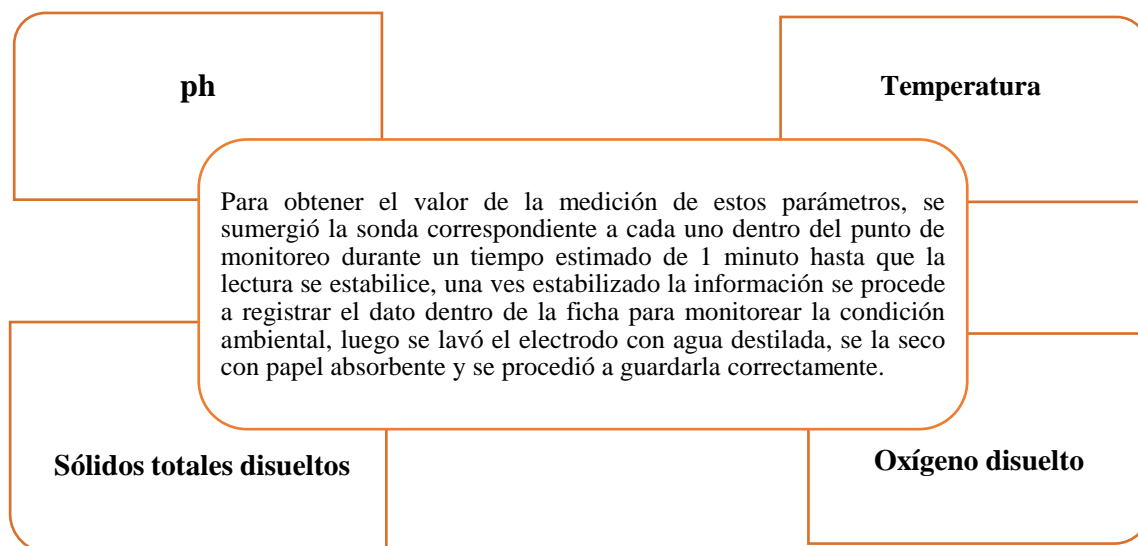 ph
Temperatura
Para obtener el valor de la medición de estos parámetros, se
sumergió la sonda correspondiente a cada uno dentro del punto de
monitoreo durante un tiempo estimado de 1 minuto hasta que la
lectura se estabilice, una ves estabilizado la información se procede
a registrar el dato dentro de la ficha para monitorear la condición
ambiental, luego se lavó el electrodo con agua destilada, se la seco
con papel absorbente y se procedió a guardarla correctamente.
Sólidos totales disueltos
Oxígeno disuelto